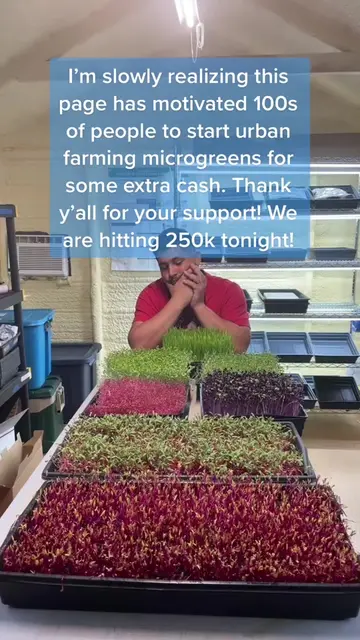 I’m slowly realizing this
page has motivated 100s
of people to start urban
farming microgreens for
some extra cash. Thank
y’all for your support! We
are hitting 250k tonight!